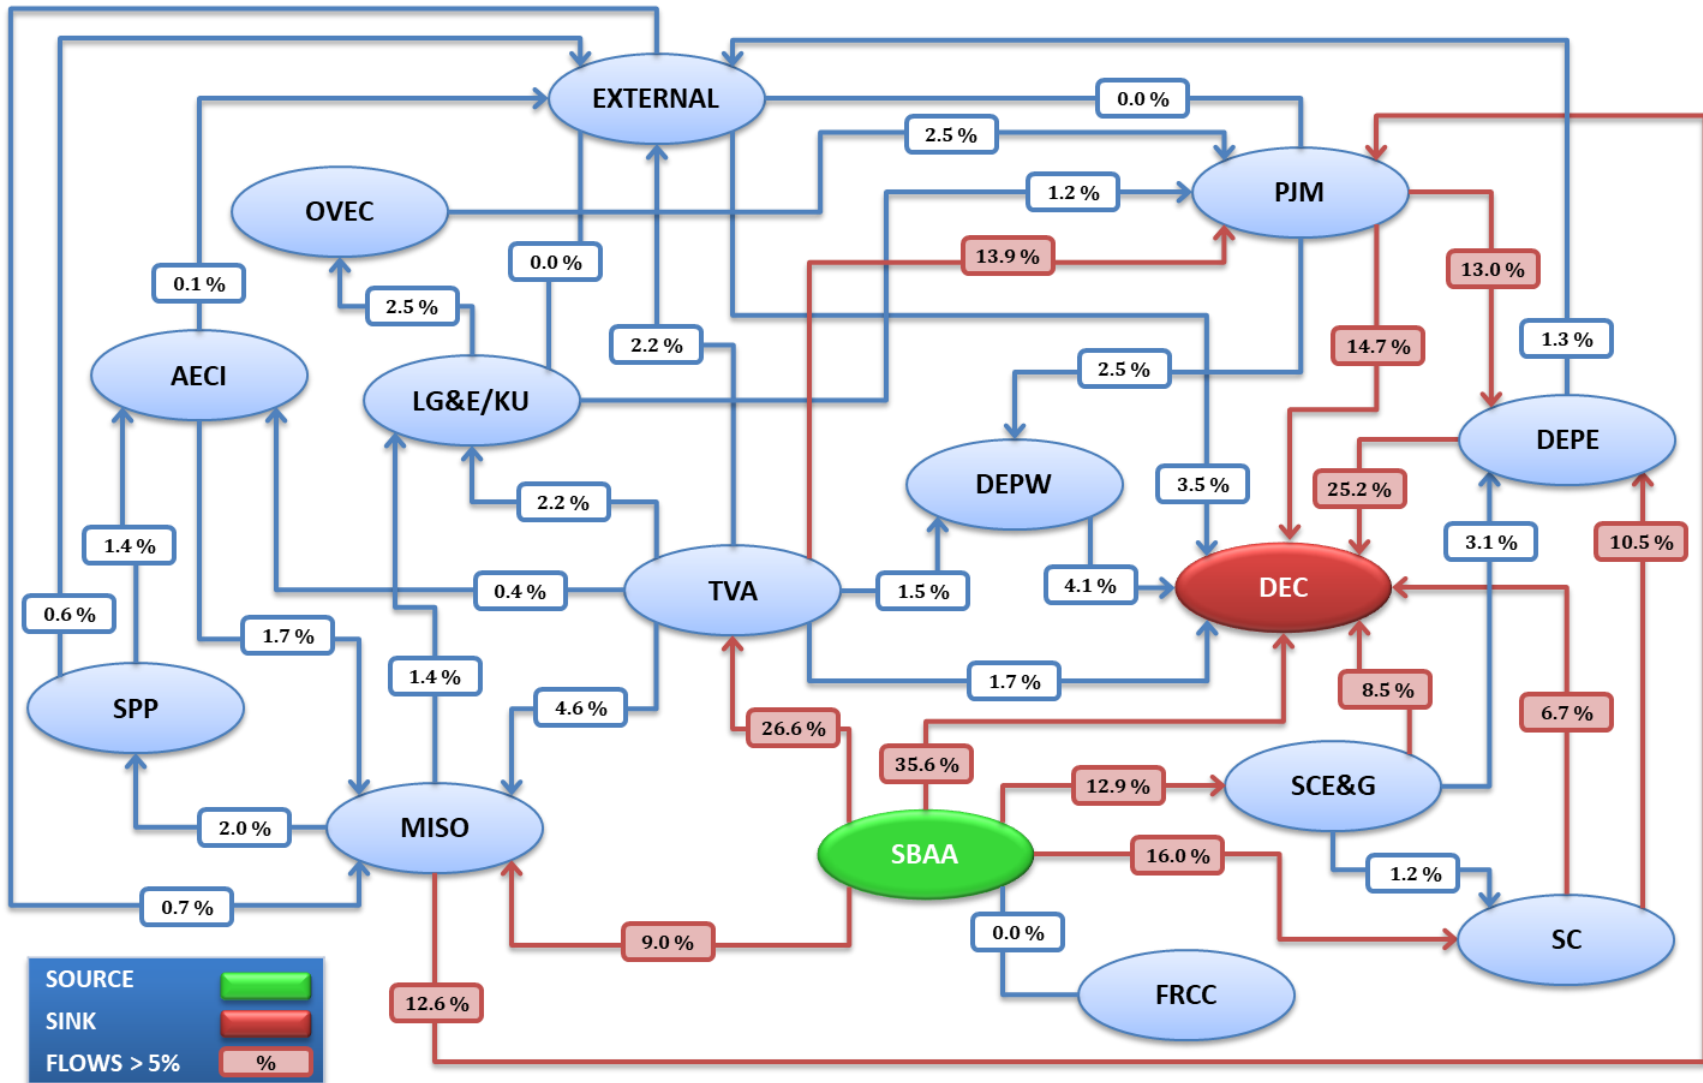 EXTERNAL
0.0 %
2.5 %
PJM
1.2 %
OVEC
13.9 %
0.0 %
13.0 %
0.1 %
2.5 %
2.2 %
14.7 %
1.3 %
2.5 %
AECI
LG&E/KU
DEPE
DEPW
3.5 %
25.2 %
2.2 %
1.4 %
3.1 %
10.5 %
0.4 %
TVA
1.5 %
4.1 %
DEC
0.6 %
1.7 %
1.4 %
1.7 %
8.5 %
SPP
4.6 %
26.6 %
6.7 %
35.6 %
12.9 %
SCE&G
2.0 %
MISO
SBAA
16.0 %
1.2 %
0.7 %
9.0 %
0.0 %
SC
SOURCE
12.6 %
FRCC
SINK
FLOWS > 5%
%